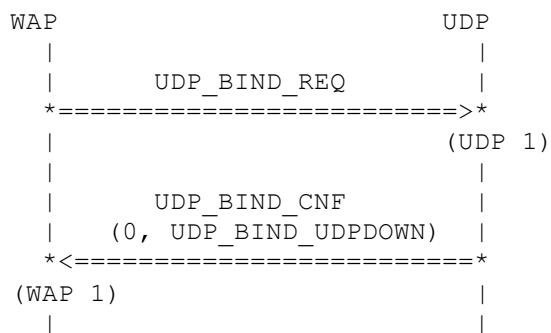 WAP                          UDP
  |                           |
  |       UDP_BIND_REQ        |
  *=========================>*
  |                         (UDP 1)
  |                           |
  |       UDP_BIND_CNF        |
  |    (0, UDP_BIND_UDPDOWN)  |
  *<=========================*
(WAP 1)                       |
  |                           |